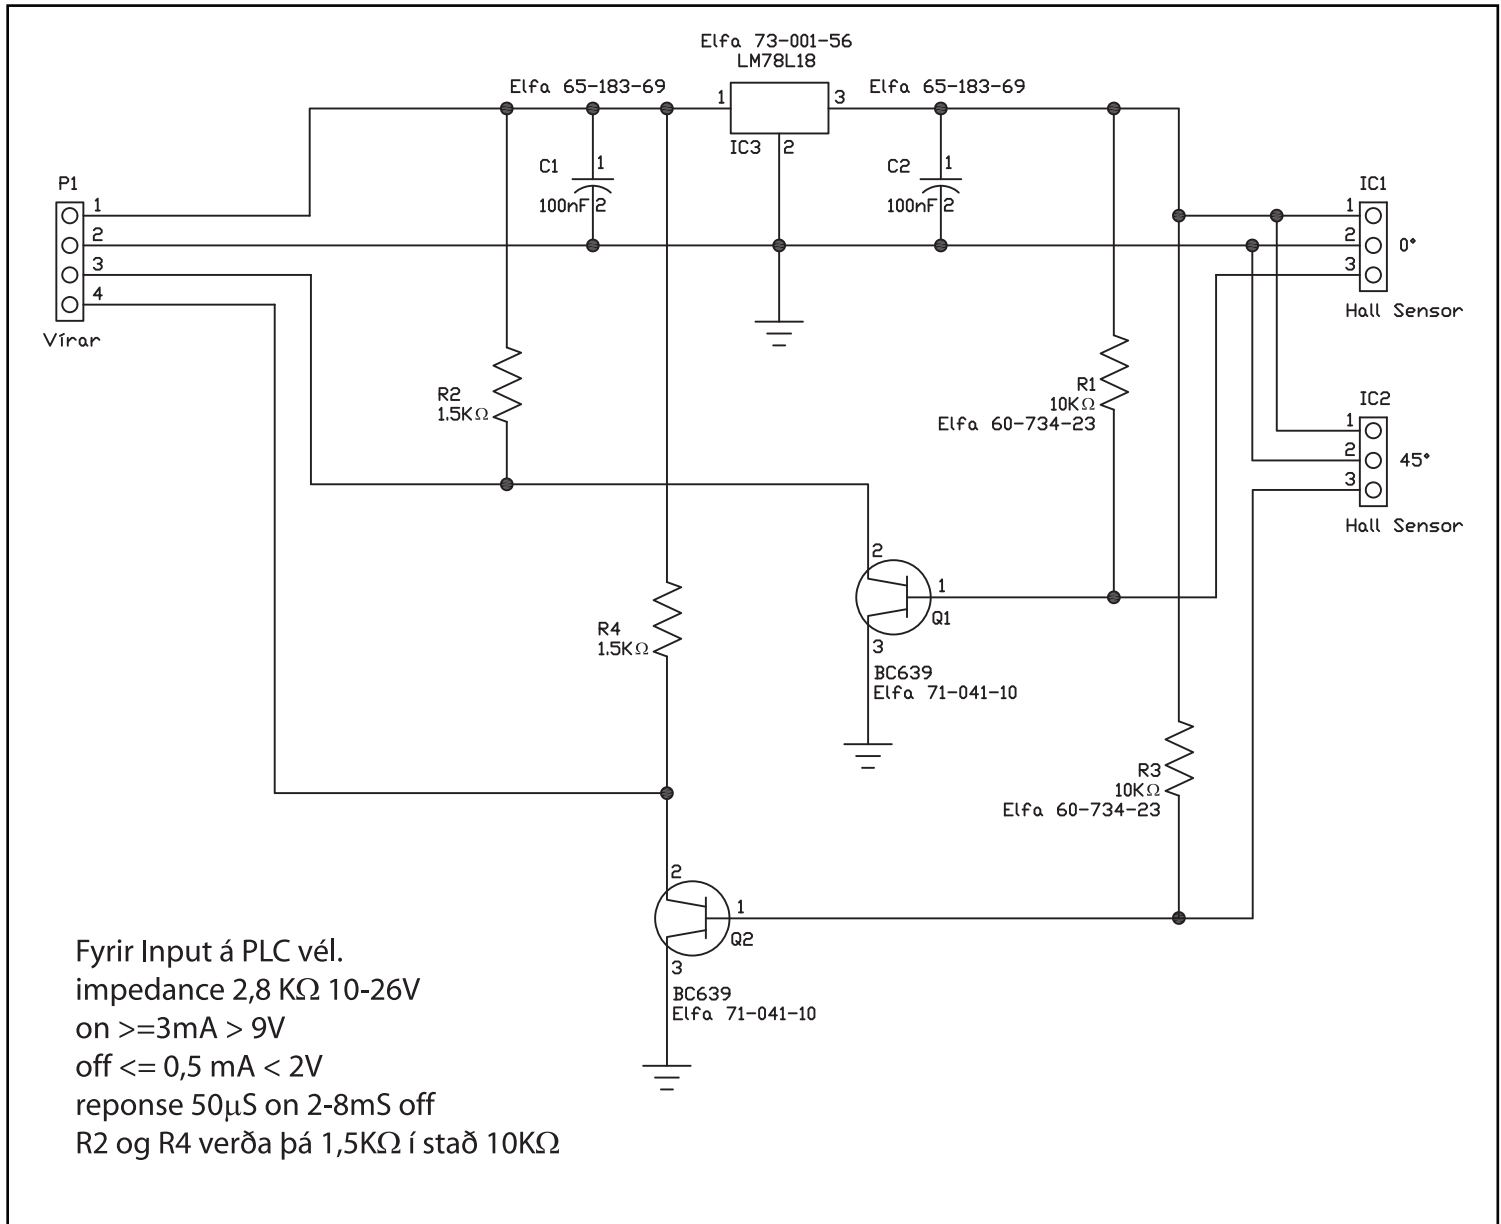 Elfa 73-001-56
LM78L18
Elfa 65-183-69
1
3
Elfa 65-183-69
IC3
2
C1
1
100nF
2
C2
1
100nF
2
P1
1
2
3
4
Vírar
IC1
1
2
3
0°
Hall Sensor
R2
1.5KΩ
R1
10KΩ
Elfa 60-734-23
IC2
1
2
3
45°
Hall Sensor
2
1
Q1
3
BC639
Elfa 71-041-10
R4
1.5KΩ
R3
10KΩ
Elfa 60-734-23
2
1
Q2
3
BC639
Elfa 71-041-10
Fyrir Input á PLC vél.
impedance 2,8 KΩ 10-26V
on >=3mA > 9V
off <= 0,5 mA < 2V
reponse 50µS on 2-8mS off
R2 og R4 verða þá 1,5KΩ í stað 10KΩ